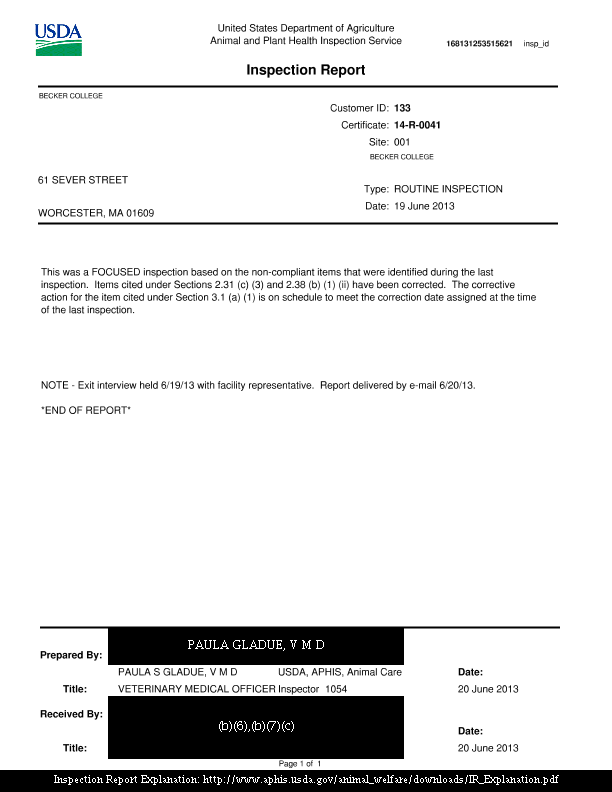 USDA
United States Department of Agriculture
Animal and Plant Health Inspection Service
168131253515621 insp_id
Inspection Report
BECKER COLLEGE
Customer ID: 133
Certificate: 14-R-0041
Site: 001
BECKER COLLEGE
61 SEVER STREET
Type: ROUTINE INSPECTION
WORCESTER, MA 01609
Date: 19 June 2013
This was a FOCUSED inspection based on the non-compliant items that were identified during the last
inspection. Items cited under Sections 2.31 (c) (3) and 2.38 (b) (1) (ii) have been corrected. The corrective
action for the item cited under Section 3.1 (a) (1) is on schedule to meet the correction date assigned at the time
of the last inspection.
NOTE - Exit interview held 6/19/13 with facility representative. Report delivered by e-mail 6/20/13.
*END OF REPORT*
PAULA GLADUE, V M D
Prepared By:
PAULA S GLADUE, V M D USDA, APHIS, Animal Care Date:
Title: VETERINARY MEDICAL OFFICER Inspector 1054 20 June 2013
Received By:
(b)(6),(b)(7)(c)
Date:
Title: 20 June 2013
Page 1 of 1
Inspection Report Explanation: http://www.aphis.usda.gov/animal_welfare/downloads/IR_Explanation.pdf